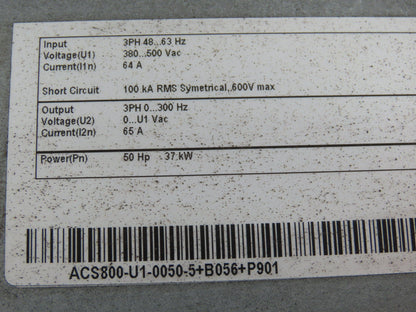 Input 3PH 48...63 Hz
Voltage(U1) 380...500 Vac
Current(I1n) 64 A
Short Circuit 100 kA RMS Symetrical,,600V max
Output 3PH 0...300 Hz
Voltage(U2) 0...U1 Vac
Current(I2n) 65 A
Power(Pn) 50 Hp 37 kW
ACS800-U1-0050-5+B056+P901